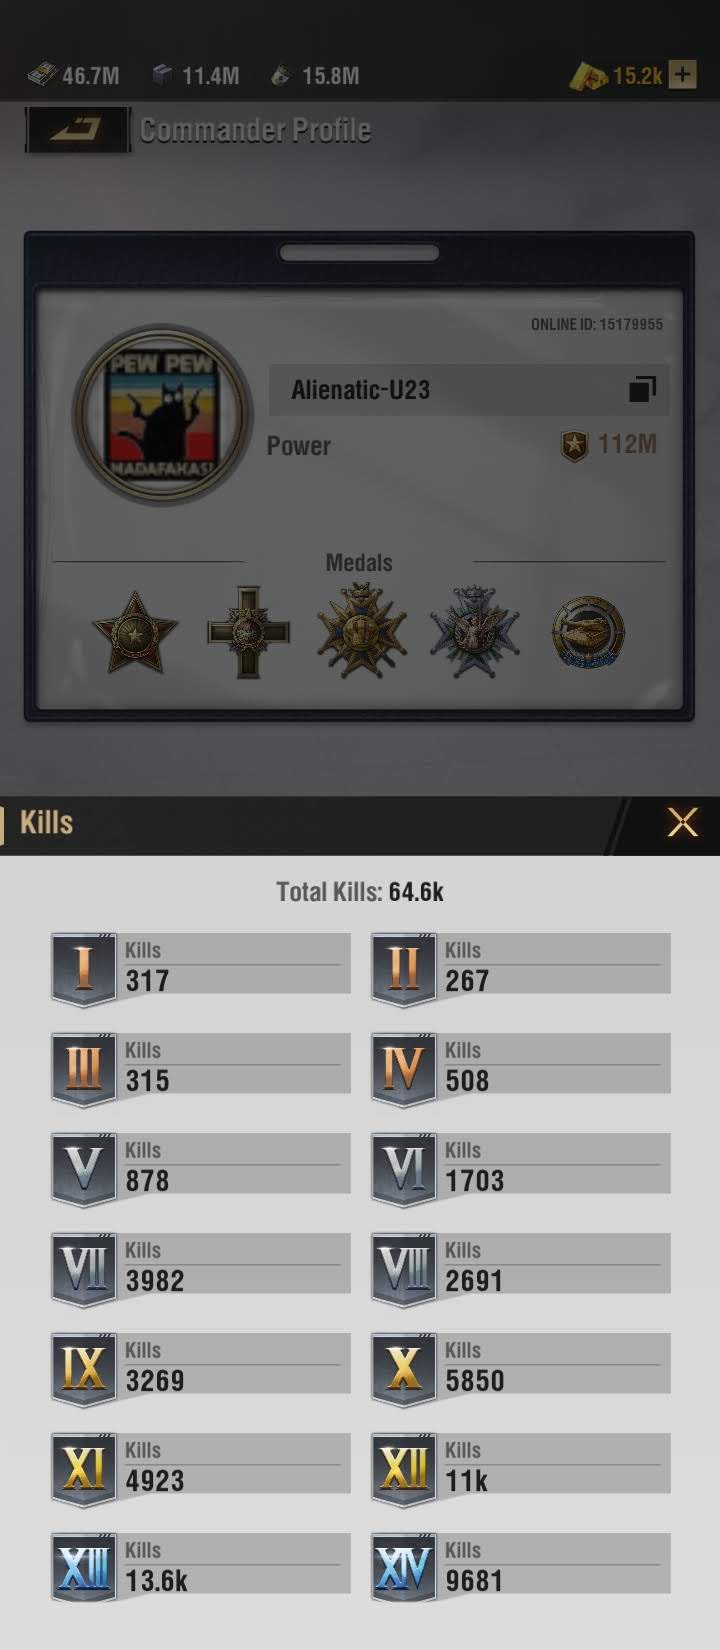 46.7M 11.4M 15.8M 15.2k +
Commander Profile
ONLINE ID: 15179955
PEW PEW
MADAFAKAS!
Alienatic-U23
Power 112M
Medals
Kills
Total Kills: 64.6k
I Kills 317
II Kills 267
III Kills 315
IV Kills 508
V Kills 878
VI Kills 1703
VII Kills 3982
VIII Kills 2691
IX Kills 3269
X Kills 5850
XI Kills 4923
XII Kills 11k
XIII Kills 13.6k
XIV Kills 9681